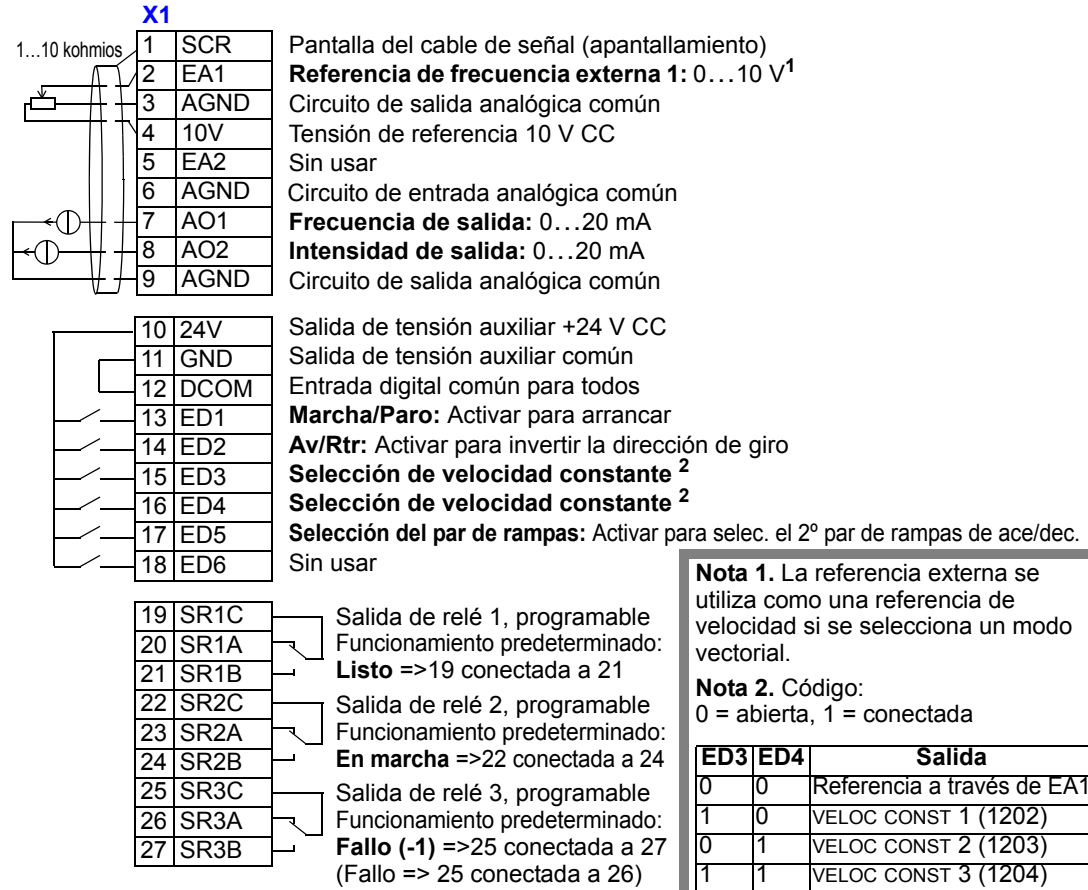 X1
1…10 kohmios
1 SCR Pantalla del cable de señal (apantallamiento)
2 EA1 Referencia de frecuencia externa 1: 0…10 V1
3 AGND Circuito de salida analógica común
4 10V Tensión de referencia 10 V CC
5 EA2 Sin usar
6 AGND Circuito de entrada analógica común
7 AO1 Frecuencia de salida: 0…20 mA
8 AO2 Intensidad de salida: 0…20 mA
9 AGND Circuito de salida analógica común
10 24V Salida de tensión auxiliar +24 V CC
11 GND Salida de tensión auxiliar común
12 DCOM Entrada digital común para todos
13 ED1 Marcha/Paro: Activar para arrancar
14 ED2 Av/Rtr: Activar para invertir la dirección de giro
15 ED3 Selección de velocidad constante 2
16 ED4 Selección de velocidad constante 2
17 ED5 Selección del par de rampas: Activar para selec. el 2º par de rampas de ace/dec.
18 ED6 Sin usar
19 SR1C Salida de relé 1, programable
20 SR1A Funcionamiento predeterminado:
21 SR1B Listo =>19 conectada a 21
22 SR2C Salida de relé 2, programable
23 SR2A Funcionamiento predeterminado:
24 SR2B En marcha =>22 conectada a 24
25 SR3C Salida de relé 3, programable
26 SR3A Funcionamiento predeterminado:
27 SR3B Fallo (-1) =>25 conectada a 27
(Fallo => 25 conectada a 26)
Nota 1. La referencia externa se
utiliza como una referencia de
velocidad si se selecciona un modo
vectorial.
Nota 2. Código:
0 = abierta, 1 = conectada
ED3 ED4 Salida
0 0 Referencia a través de EA1
1 0 VELOC CONST 1 (1202)
0 1 VELOC CONST 2 (1203)
1 1 VELOC CONST 3 (1204)